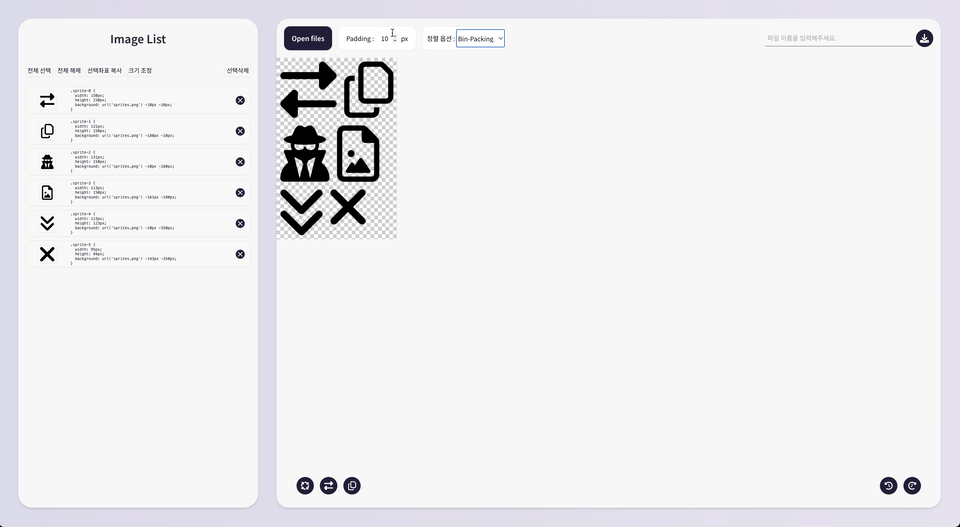 Image List
전체 선택 전체 해제 선택좌표 복사 크기 조정 선택삭제
.sprite-0 {
width: 150px;
height: 150px;
background: url('sprites.png') -10px -10px;
}
.sprite-1 {
width: 131px;
height: 150px;
background: url('sprites.png') -180px -10px;
}
.sprite-2 {
width: 131px;
height: 150px;
background: url('sprites.png') -10px -180px;
}
.sprite-3 {
width: 113px;
height: 150px;
background: url('sprites.png') -161px -180px;
}
.sprite-4 {
width: 113px;
height: 123px;
background: url('sprites.png') -10px -350px;
}
.sprite-5 {
width: 95px;
height: 94px;
background: url('sprites.png') -143px -350px;
}
Open files Padding : 10 px 정렬 옵션 : Bin-Packing 파일 이름을 입력해주세요.